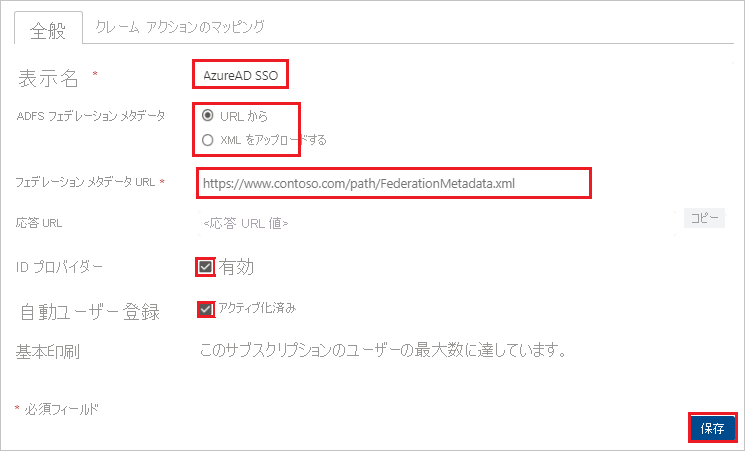 全般 クレーム アクションのマッピング
表示名 * AzureAD SSO
ADFS フェデレーション メタデータ URL から
XML をアップロードする
フェデレーション メタデータ URL * https://www.contoso.com/path/FederationMetadata.xml
応答 URL <応答 URL 値> コピー
ID プロバイダー 有効
自動ユーザー登録 アクティブ化済み
基本印刷 このサブスクリプションのユーザーの最大数に達しています。
* 必須フィールド
保存